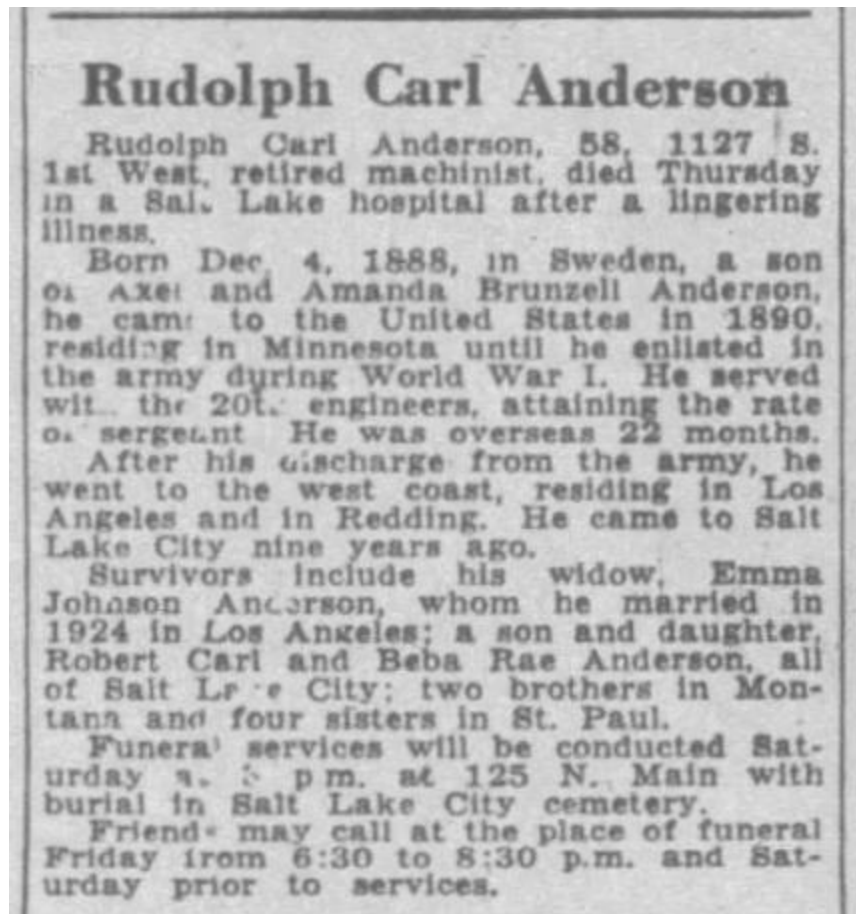 Rudolph Carl Anderson
Rudolph Carl Anderson, 58, 1127 S.
1st West, retired machinist, died Thursday
in a Salt Lake hospital after a lingering
illness.
Born Dec. 4, 1888, in Sweden, a son
of Axel and Amanda Brunzell Anderson,
he came to the United States in 1890,
residing in Minnesota until he enlisted in
the army during World War I. He served
with the 20th engineers, attaining the rate
of sergeant He was overseas 22 months.
After his discharge from the army, he
went to the west coast, residing in Los
Angeles and in Redding. He came to Salt
Lake City nine years ago.
Survivors include his widow, Emma
Johnson Anderson, whom he married in
1924 in Los Angeles; a son and daughter,
Robert Carl and Beba Rae Anderson, all
of Salt Lake City; two brothers in Mon-
tana and four sisters in St. Paul.
Funeral services will be conducted Sat-
urday at p.m. at 125 N. Main with
burial in Salt Lake City cemetery.
Friends may call at the place of funeral
Friday from 6:30 to 8:30 p.m. and Sat-
urday prior to services.